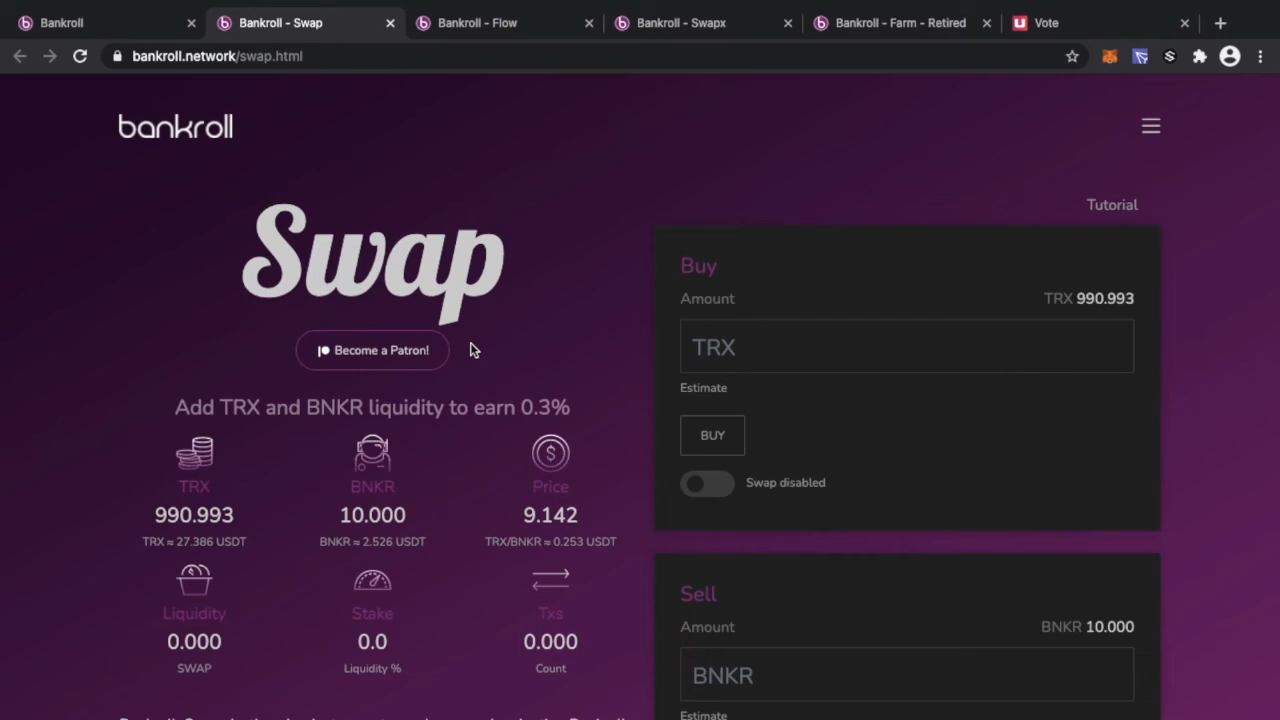 Bankroll
Bankroll - Swap
Bankroll - Flow
Bankroll - Swapx
Bankroll - Farm - Retired
Vote
bankroll.network/swap.html
bankroll
Tutorial
Swap
Become a Patron!
Add TRX and BNKR liquidity to earn 0.3%
TRX
BNKR
Price
990.993
10.000
9.142
TRX ≈ 27.386 USDT
BNKR ≈ 2.526 USDT
TRX/BNKR ≈ 0.253 USDT
Liquidity
Stake
Txs
0.000
0.0
0.000
SWAP
Liquidity %
Count
Buy
Amount
TRX 990.993
TRX
Estimate
BUY
Swap disabled
Sell
Amount
BNKR 10.000
BNKR
Estimate